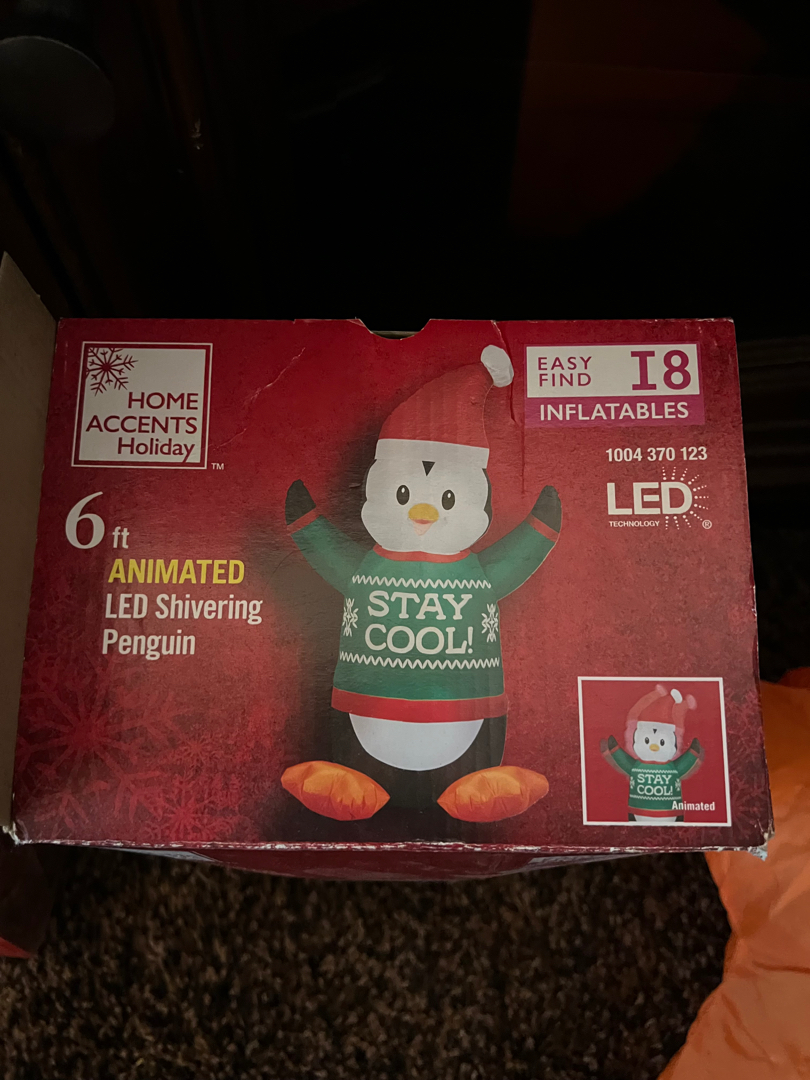 HOME
ACCENTS
Holiday
TM
EASY
FIND
I8
INFLATABLES
1004 370 123
LED
TECHNOLOGY
®
6 ft
ANIMATED
LED Shivering
Penguin
STAY
COOL!
STAY
COOL!
Animated